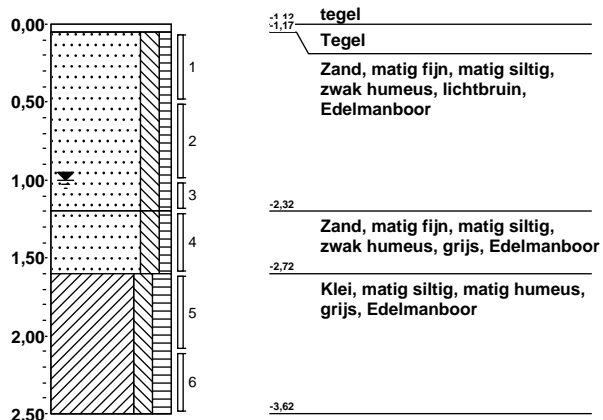 0,00
0,50
1,00
1,50
2,00
2,50
1
2
3
4
5
6
-1,12
tegel
-1,17
Tegel
Zand, matig fijn, matig siltig,
zwak humeus, lichtbruin,
Edelmanboor
-2,32
Zand, matig fijn, matig siltig,
zwak humeus, grijs, Edelmanboor
-2,72
Klei, matig siltig, matig humeus,
grijs, Edelmanboor
-3,62